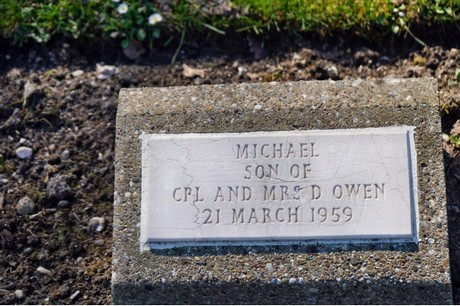 MICHAEL
SON OF
CPL AND MRS D OWEN
21 MARCH 1959